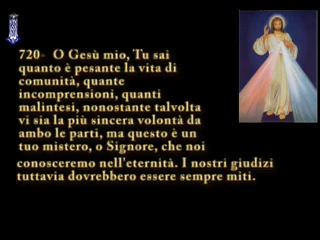 720- O Gesù mio, Tu sai
quanto è pesante la vita di
comunità, quante
incomprensioni, quanti
malintesi, nonostante talvolta
vi sia la più sincera volontà da
ambo le parti, ma questo è un
tuo mistero, o Signore, che noi
conosceremo nell'eternità. I nostri giudizi
tuttavia dovrebbero essere sempre miti.